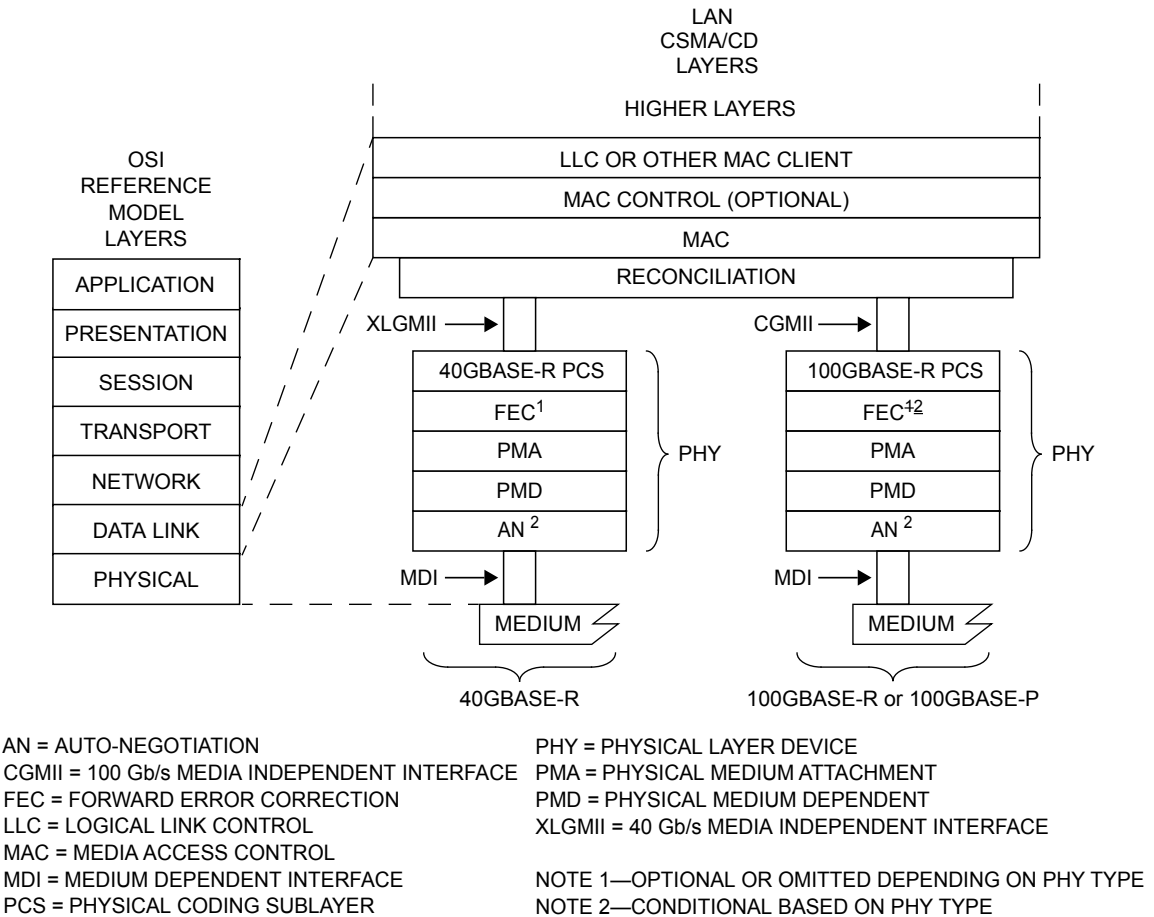 LAN
CSMA/CD
LAYERS
HIGHER LAYERS
LLC OR OTHER MAC CLIENT
MAC CONTROL (OPTIONAL)
MAC
RECONCILIATION
OSI
REFERENCE
MODEL
LAYERS
APPLICATION
PRESENTATION
SESSION
TRANSPORT
NETWORK
DATA LINK
PHYSICAL
XLGMII
40GBASE-R PCS
FEC1
PMA
PMD
AN 2
PHY
MDI
MEDIUM
40GBASE-R
CGMII
100GBASE-R PCS
FEC12
PMA
PMD
AN 2
PHY
MDI
MEDIUM
100GBASE-R or 100GBASE-P
AN = AUTO-NEGOTIATION
CGMII = 100 Gb/s MEDIA INDEPENDENT INTERFACE
FEC = FORWARD ERROR CORRECTION
LLC = LOGICAL LINK CONTROL
MAC = MEDIA ACCESS CONTROL
MDI = MEDIUM DEPENDENT INTERFACE
PCS = PHYSICAL CODING SUBLAYER
PHY = PHYSICAL LAYER DEVICE
PMA = PHYSICAL MEDIUM ATTACHMENT
PMD = PHYSICAL MEDIUM DEPENDENT
XLGMII = 40 Gb/s MEDIA INDEPENDENT INTERFACE
NOTE 1—OPTIONAL OR OMITTED DEPENDING ON PHY TYPE
NOTE 2—CONDITIONAL BASED ON PHY TYPE